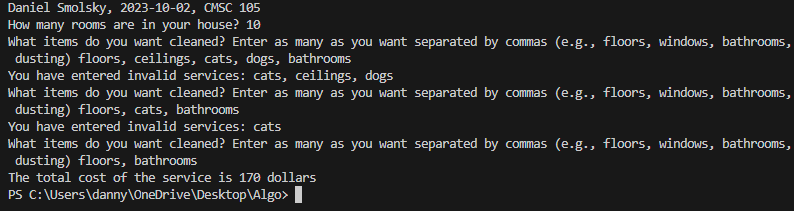 Daniel Smolsky, 2023-10-02, CMSC 105
How many rooms are in your house? 10
What items do you want cleaned? Enter as many as you want separated by commas (e.g., floors, windows, bathrooms,
 dusting) floors, ceilings, cats, dogs, bathrooms
You have entered invalid services: cats, ceilings, dogs
What items do you want cleaned? Enter as many as you want separated by commas (e.g., floors, windows, bathrooms,
 dusting) floors, cats, bathrooms
You have entered invalid services: cats
What items do you want cleaned? Enter as many as you want separated by commas (e.g., floors, windows, bathrooms,
 dusting) floors, bathrooms
The total cost of the service is 170 dollars
PS C:\Users\danny\OneDrive\Desktop\Algo>